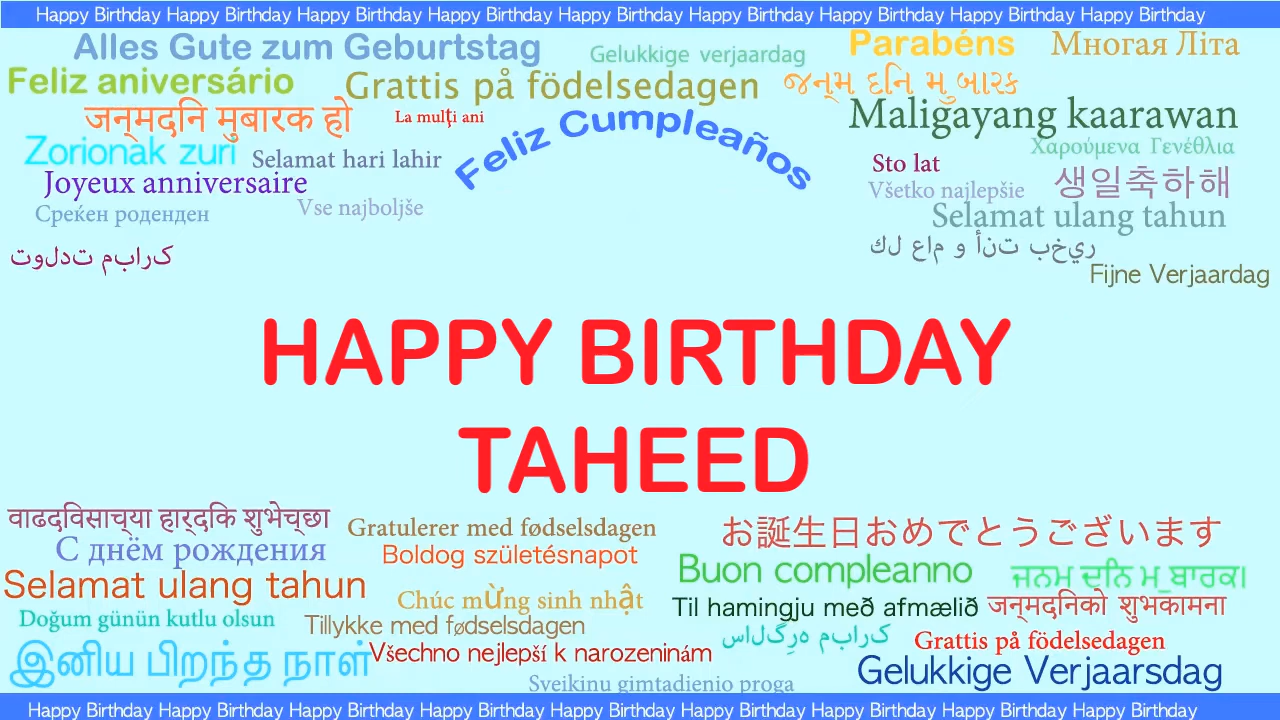 Happy Birthday Happy Birthday Happy Birthday Happy Birthday Happy Birthday Happy Birthday Happy Birthday Happy Birthday Happy Birthday
Alles Gute zum Geburtstag
Gelukkige verjaardag
Parabéns
Многая Літа
Feliz aniversário
Grattis på födelsedagen
જન્મ દનિ મુ બારક
जन्मदनि मुबारक हो
La mulţi ani
Feliz Cumpleaños
Maligayang kaarawan
Zorionak zuri
Selamat hari lahir
Χαρούμενα Γενέθλια
Sto lat
Joyeux anniversaire
Všetko najlepšie
생일축하해
Среќен роденден
Vse najboljše
Selamat ulang tahun
تولدت مبارک
كل عام و أنت بخير
Fijne Verjaardag
HAPPY BIRTHDAY
TAHEED
वाढदविसाच्या हार्दकि शुभेच्छा
Gratulerer med fødselsdagen
お誕生日おめでとうございます
С днём рождения
Boldog születésnapot
Buon compleanno
ਜਨਮ ਦਨਿ ਮੁਬਾਰਕ।
Selamat ulang tahun
Chúc mừng sinh nhật
Til hamingju með afmælið
जन्मदनिको शुभकामना
Doğum günün kutlu olsun
Tillykke med fødselsdagen
سالگرہ مبارک
Grattis på födelsedagen
இனிய பிறந்த நாள்
Všechno nejlepší k narozeninám
Gelukkige Verjaarsdag
Sveikinu gimtadienio proga
Happy Birthday Happy Birthday Happy Birthday Happy Birthday Happy Birthday Happy Birthday Happy Birthday Happy Birthday Happy Birthday